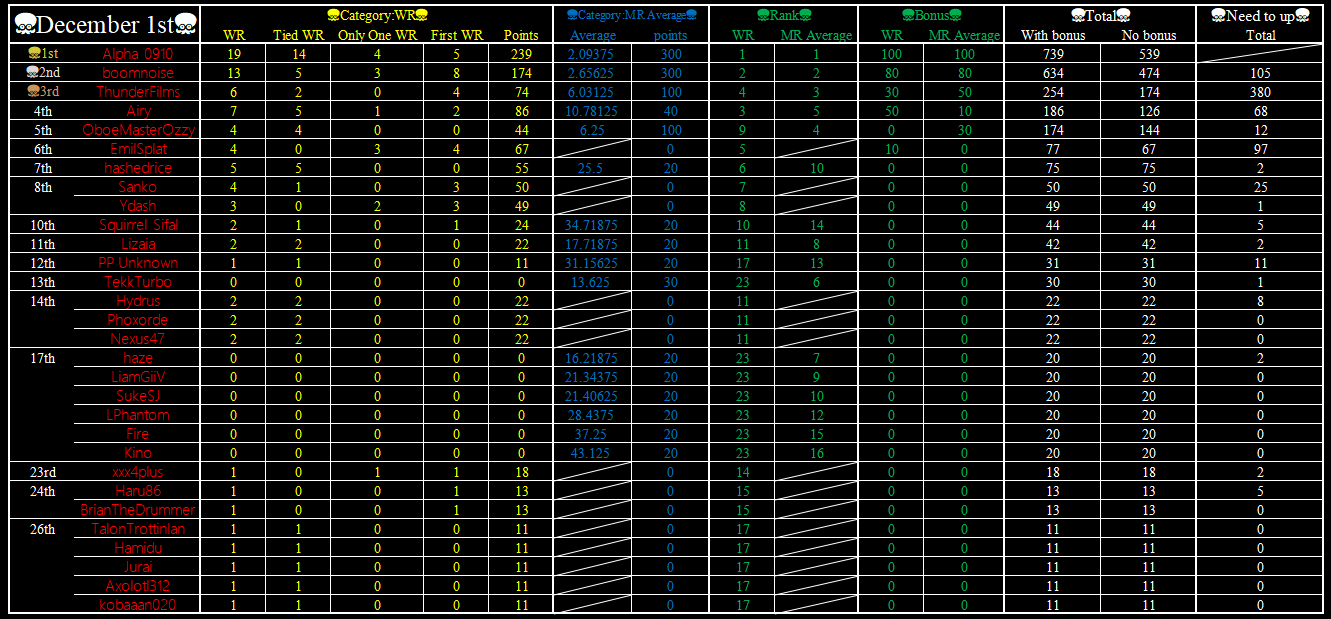 December 1st
Category:WR Category:MR.Average Rank Bonus Total Need to up
WR Tied WR Only One WR First WR Points Average points WR MR Average WR MR Average With bonus No bonus Total
1st Alpha 0910 19 14 4 5 239 2.09375 300 1 1 100 100 739 539
2nd boomnoise 13 5 3 8 174 2.65625 300 2 2 80 80 634 474 105
3rd ThunderFilms 6 2 0 4 74 6.03125 100 4 3 30 50 254 174 380
4th Airy 7 5 1 2 86 10.78125 40 3 5 50 10 186 126 68
5th OboeMasterOzzy 4 4 0 0 44 6.25 100 9 4 0 30 174 144 12
6th EmilSplat 4 0 3 4 67 0 5 10 0 77 67 97
7th hashedrice 5 5 0 0 55 25.5 20 6 10 0 0 75 75 2
8th Sanko 4 1 0 3 50 0 7 0 0 50 50 25
Ydash 3 0 2 3 49 0 8 0 0 49 49 1
10th Squirrel Sifal 2 1 0 1 24 34.71875 20 10 14 0 0 44 44 5
11th Lizaia 2 2 0 0 22 17.71875 20 11 8 0 0 42 42 2
12th PP Unknown 1 1 0 0 11 31.15625 20 17 13 0 0 31 31 11
13th TekkTurbo 0 0 0 0 0 13.625 30 23 6 0 0 30 30 1
14th Hydrus 2 2 0 0 22 0 11 0 0 22 22 8
Phoxorde 2 2 0 0 22 0 11 0 0 22 22 0
Nexus47 2 2 0 0 22 0 11 0 0 22 22 0
17th haze 0 0 0 0 0 16.21875 20 23 7 0 0 20 20 2
LiamGiiV 0 0 0 0 0 21.34375 20 23 9 0 0 20 20 0
SukeSJ 0 0 0 0 0 21.40625 20 23 10 0 0 20 20 0
LPhantom 0 0 0 0 0 28.4375 20 23 12 0 0 20 20 0
Fire 0 0 0 0 0 37.25 20 23 15 0 0 20 20 0
Kino 0 0 0 0 0 43.125 20 23 16 0 0 20 20 0
23rd xxx4plus 1 0 1 1 18 0 14 0 0 18 18 2
24th Haru86 1 0 0 1 13 0 15 0 0 13 13 5
BrianTheDrummer 1 0 0 1 13 0 15 0 0 13 13 0
26th TalonTrottinlan 1 1 0 0 11 0 17 0 0 11 11 0
Hamidu 1 1 0 0 11 0 17 0 0 11 11 0
Jurai 1 1 0 0 11 0 17 0 0 11 11 0
Axolotl312 1 1 0 0 11 0 17 0 0 11 11 0
kobaaan020 1 1 0 0 11 0 17 0 0 11 11 0